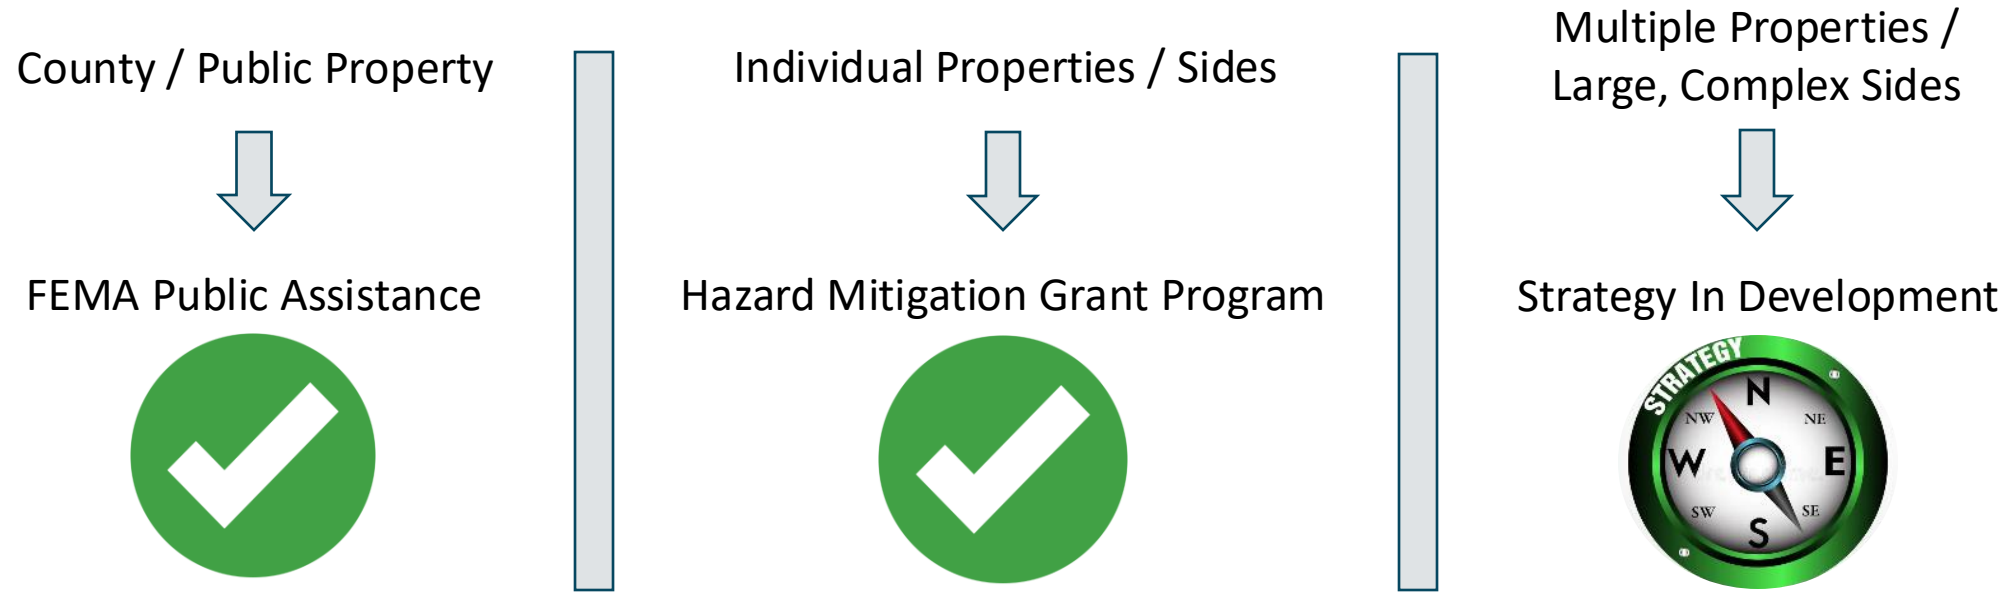 County / Public Property
FEMA Public Assistance
Individual Properties / Sides
Hazard Mitigation Grant Program
Multiple Properties /
Large, Complex Sides
Strategy In Development
STRATEGY
N
NW
NE
W
E
SW
SE
S